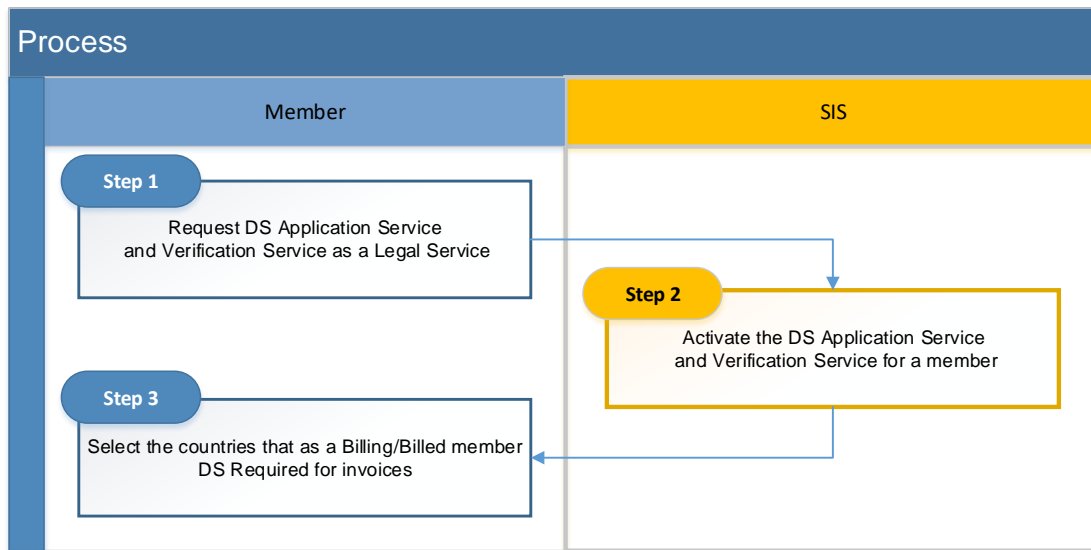 Process
Member
SIS
Step 1
Request DS Application Service
and Verification Service as a Legal Service
Step 2
Activate the DS Application Service
and Verification Service for a member
Step 3
Select the countries that as a Billing/Billed member
DS Required for invoices